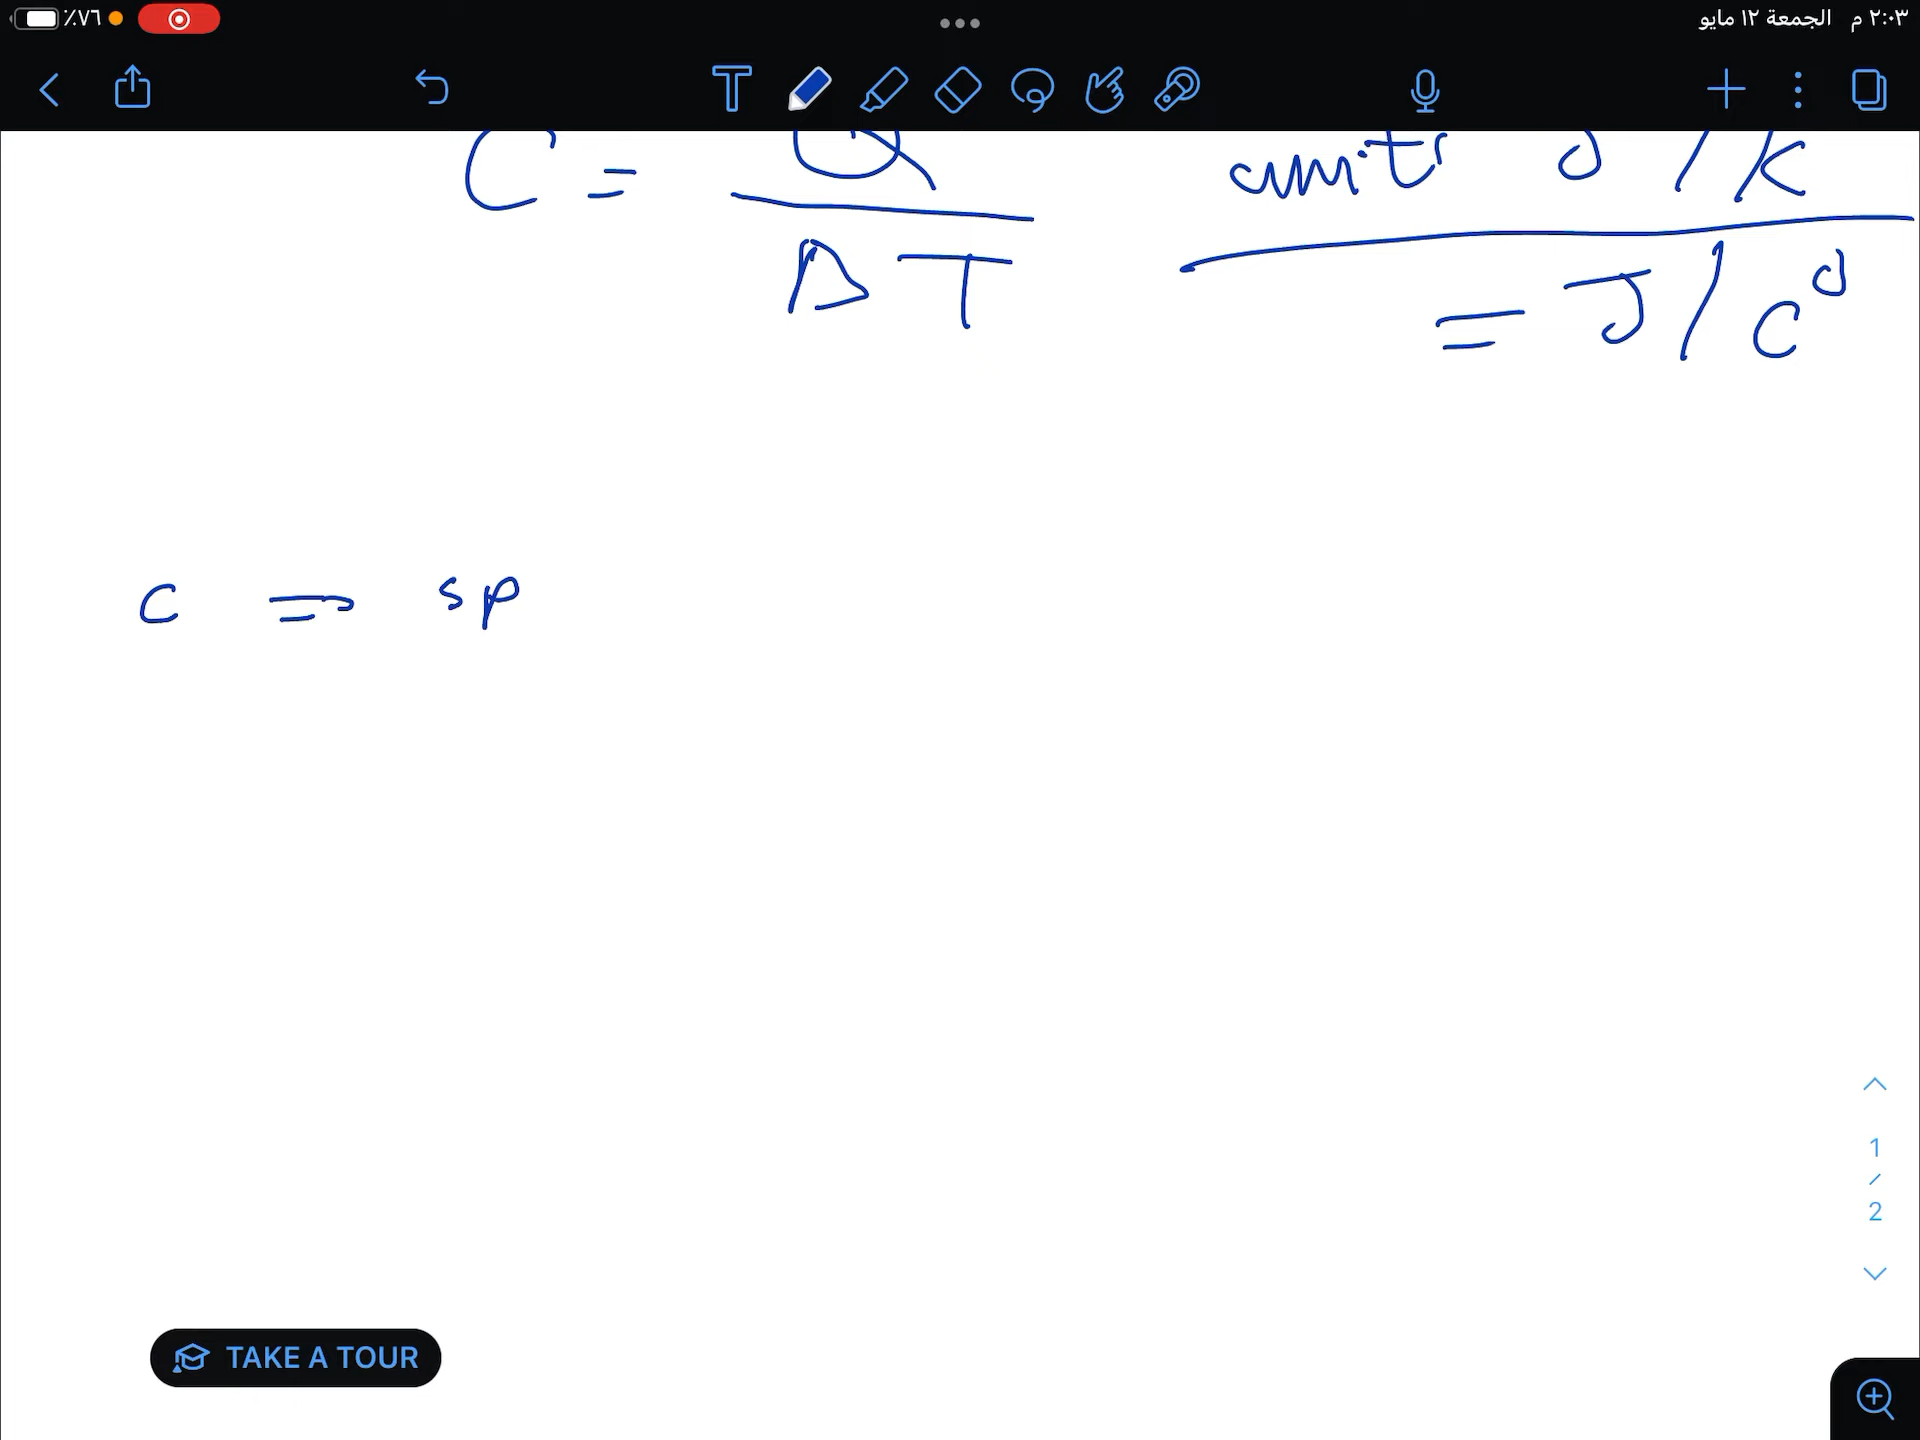 ٪٧٦
٢:٠٣ م الجمعة ١٢ مايو
C = Q / ΔT
units J / K
= J / C°
c = sp
1 / 2
TAKE A TOUR